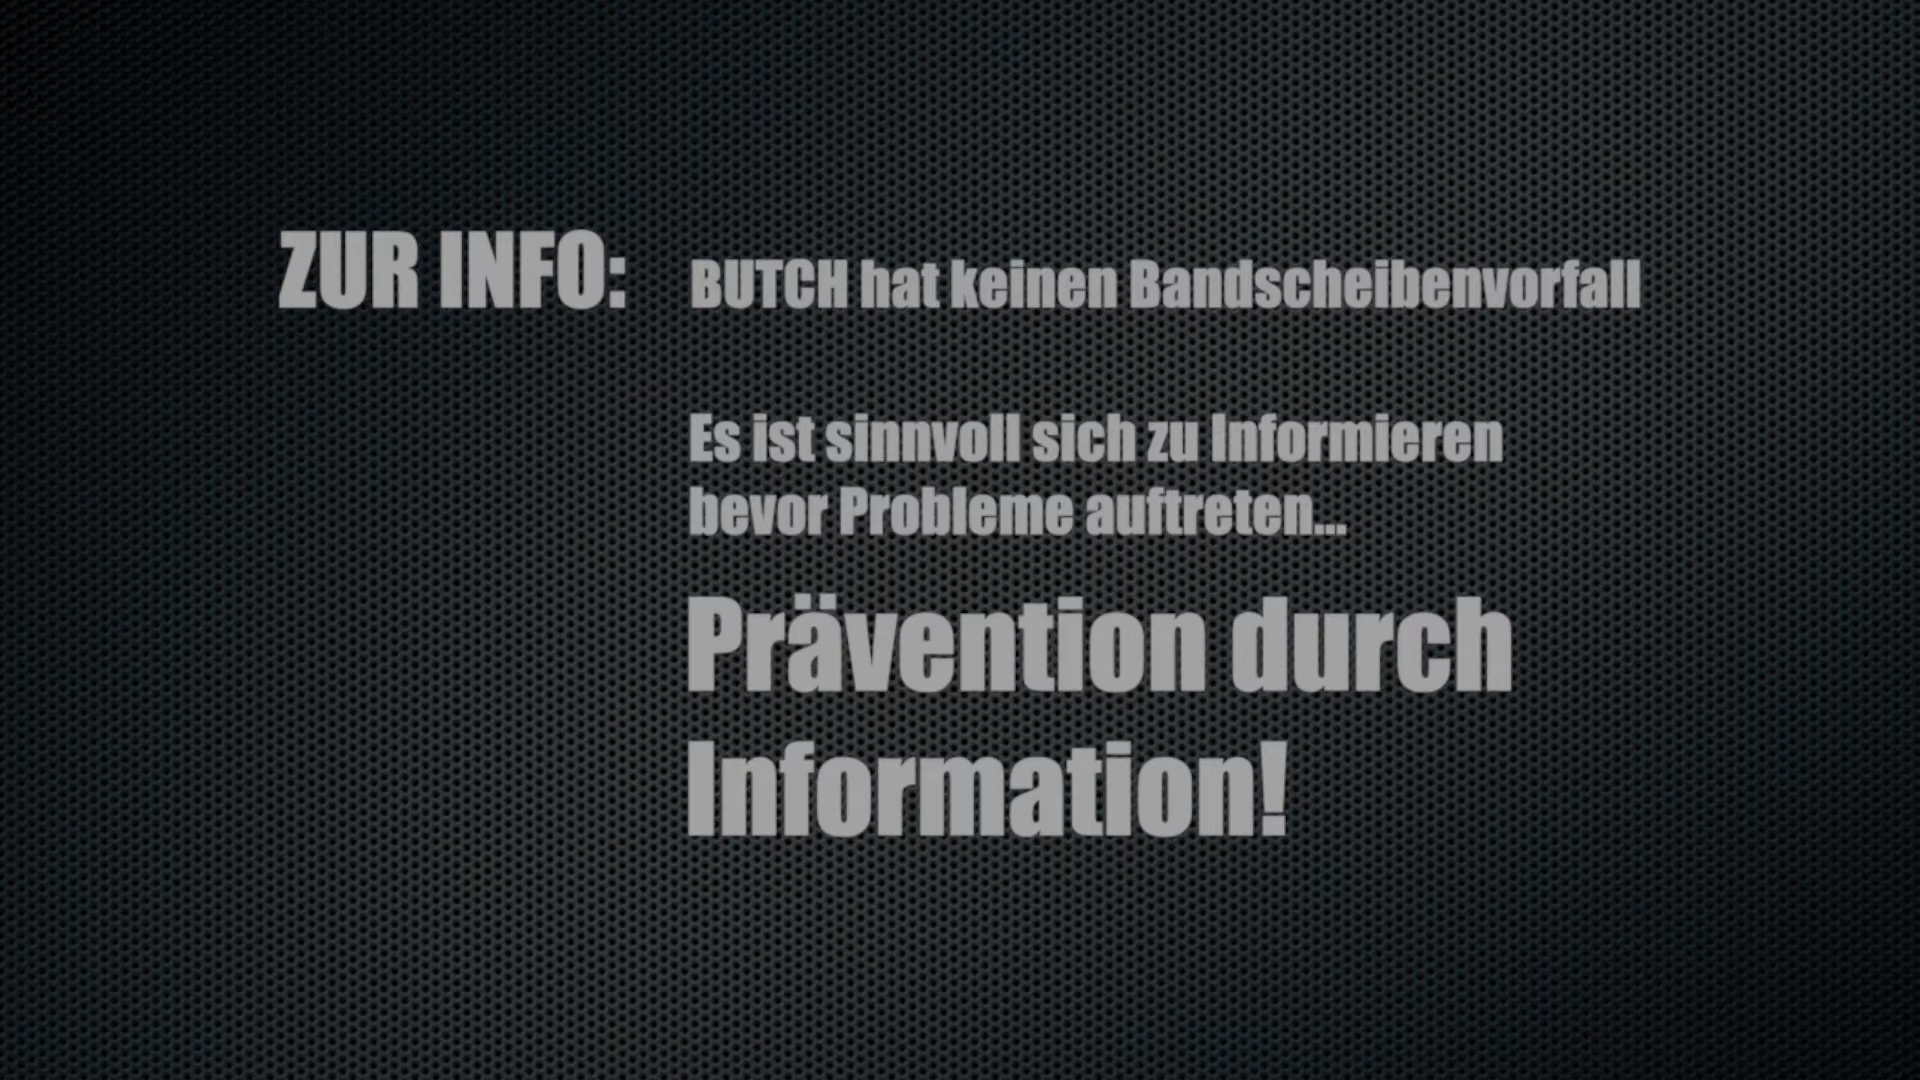 ZUR INFO: BUTCH hat keinen Bandscheibenvorfall
Es ist sinnvoll sich zu Informieren
bevor Probleme auftreten...
Prävention durch
Information!